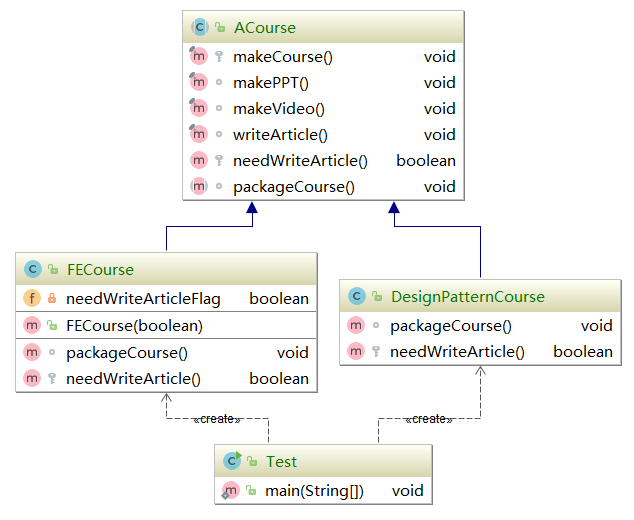 ACourse
makeCourse() void
makePPT() void
makeVideo() void
writeArticle() void
needWriteArticle() boolean
packageCourse() void
FECourse
needWriteArticleFlag boolean
FECourse(boolean)
packageCourse() void
needWriteArticle() boolean
DesignPatternCourse
packageCourse() void
needWriteArticle() boolean
«create»
«create»
Test
main(String[]) void